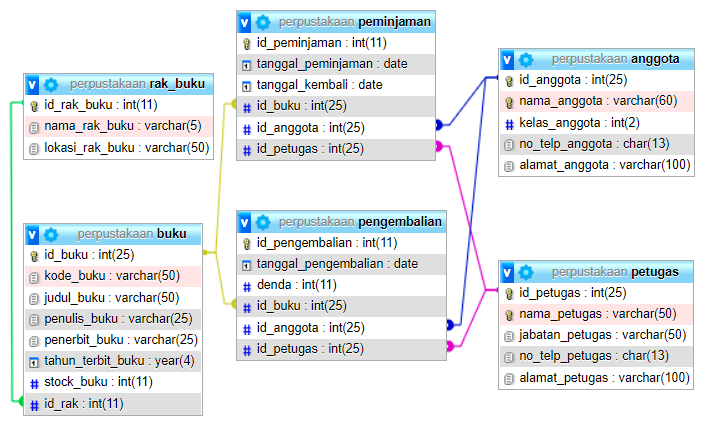 perpustakaan rak_buku
id_rak_buku : int(11)
nama_rak_buku : varchar(5)
lokasi_rak_buku : varchar(50)
perpustakaan buku
id_buku : int(25)
kode_buku : varchar(50)
judul_buku : varchar(50)
penulis_buku : varchar(25)
penerbit_buku : varchar(25)
tahun_terbit_buku : year(4)
stock_buku : int(11)
id_rak : int(11)
perpustakaan peminjaman
id_peminjaman : int(11)
tanggal_peminjaman : date
tanggal_kembali : date
id_buku : int(25)
id_anggota : int(25)
id_petugas : int(25)
perpustakaan pengembalian
id_pengembalian : int(11)
tanggal_pengembalian : date
denda : int(11)
id_buku : int(25)
id_anggota : int(25)
id_petugas : int(25)
perpustakaan anggota
id_anggota : int(25)
nama_anggota : varchar(60)
kelas_anggota : int(2)
no_telp_anggota : char(13)
alamat_anggota : varchar(100)
perpustakaan petugas
id_petugas : int(25)
nama_petugas : varchar(50)
jabatan_petugas : varchar(50)
no_telp_petugas : char(13)
alamat_petugas : varchar(100)